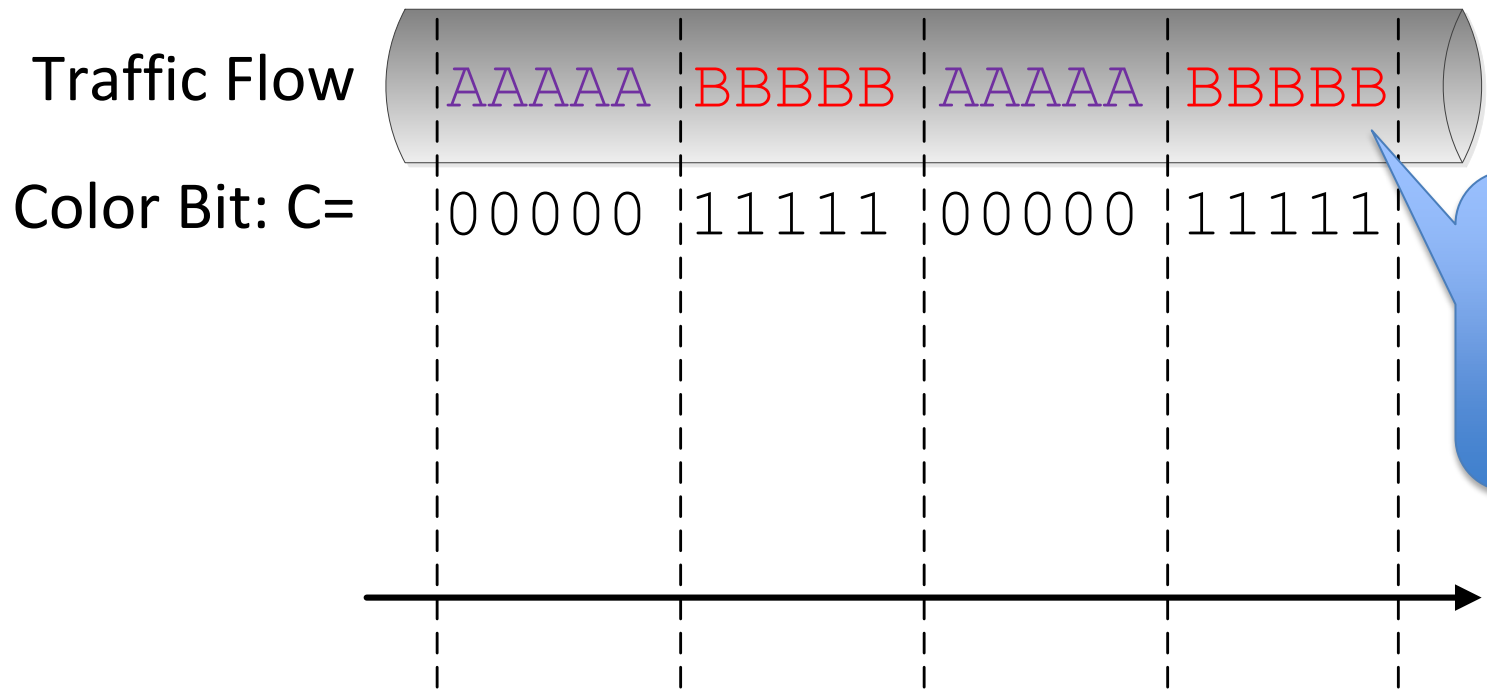 Traffic Flow AAAAA BBBBB AAAAA BBBBB
Color Bit: C= 00000 11111 00000 11111